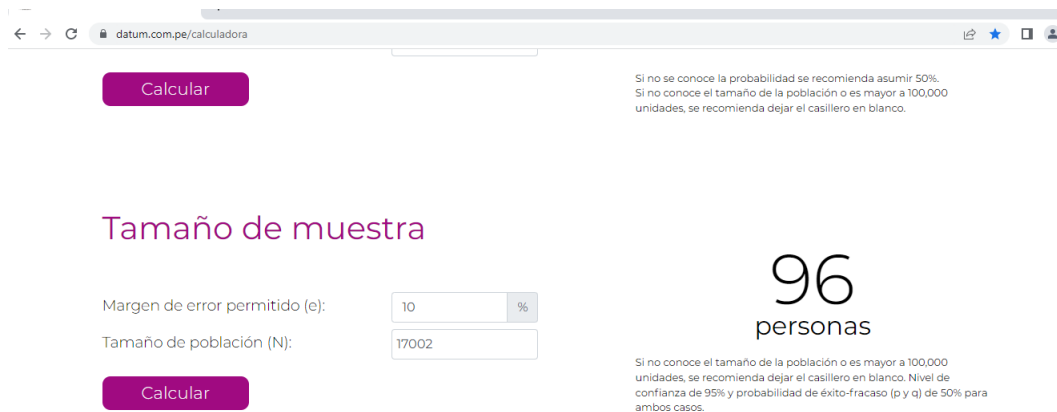 datum.com.pe/calculadora
Calcular
Si no se conoce la probabilidad se recomienda asumir 50%.
Si no conoce el tamaño de la población o es mayor a 100,000
unidades, se recomienda dejar el casillero en blanco.
Tamaño de muestra
96
personas
Margen de error permitido (e):
10
%
Tamaño de población (N):
17002
Calcular
Si no conoce el tamaño de la población o es mayor a 100,000
unidades, se recomienda dejar el casillero en blanco. Nivel de
confianza de 95% y probabilidad de éxito-fracaso (p y q) de 50% para
ambos casos.